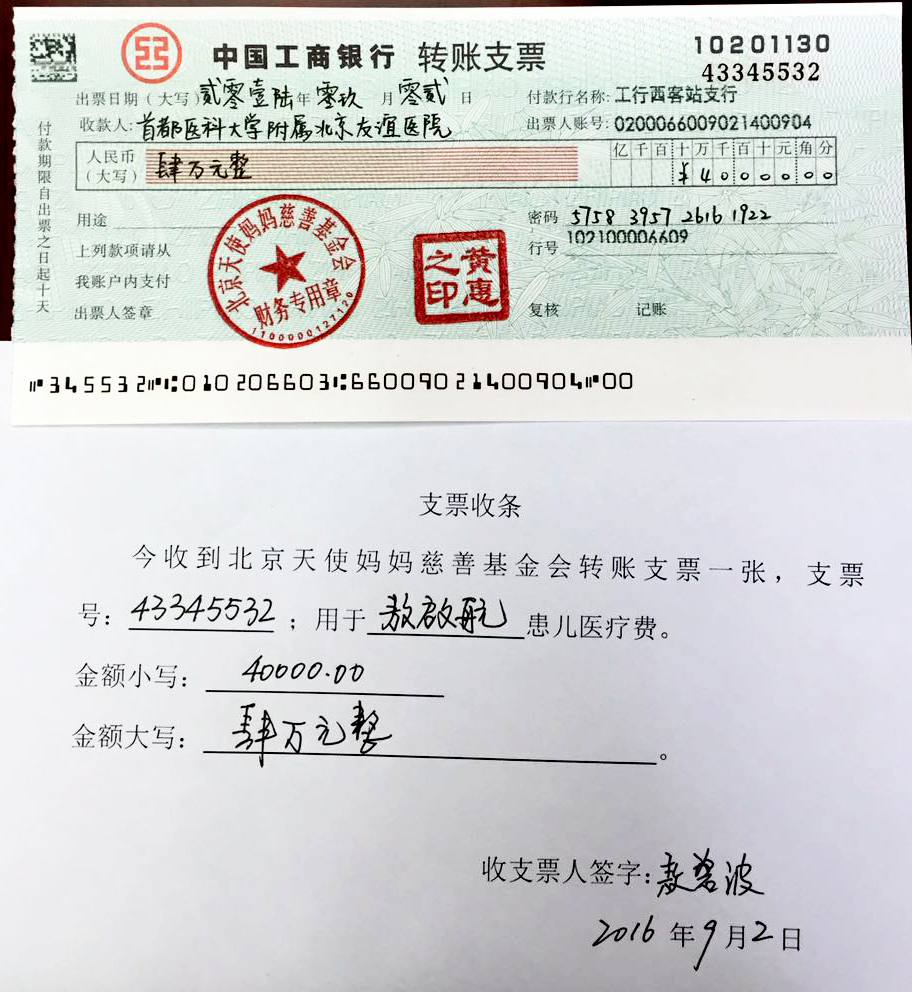 中国工商银行 转账支票 10201130
43345532
出票日期（大写）贰零壹陆年 零玖 月 零贰 日 付款行名称：工行西客站支行
收款人：首都医科大学附属北京友谊医院 出票人账号：0200066009021400904
人民币（大写） 肆万元整 亿千百十万千百十元角分
¥4000000
用途 密码 5758 3957 2616 1922
上列款项请从 行号 102100006609
我账户内支付
出票人签章 复核 记账
付款期限自出票之日起十天
北京天使妈妈慈善基金会
财务专用章
1100000127120
黄惠之印
⑈345532⑈⑆010206603⑆66009021400904⑈00
支票收条
今收到北京天使妈妈慈善基金会转账支票一张，支票
号：43345532；用于敖启航患儿医疗费。
金额小写：40000.00
金额大写：肆万元整。
收支票人签字：敖
2016年9月2日